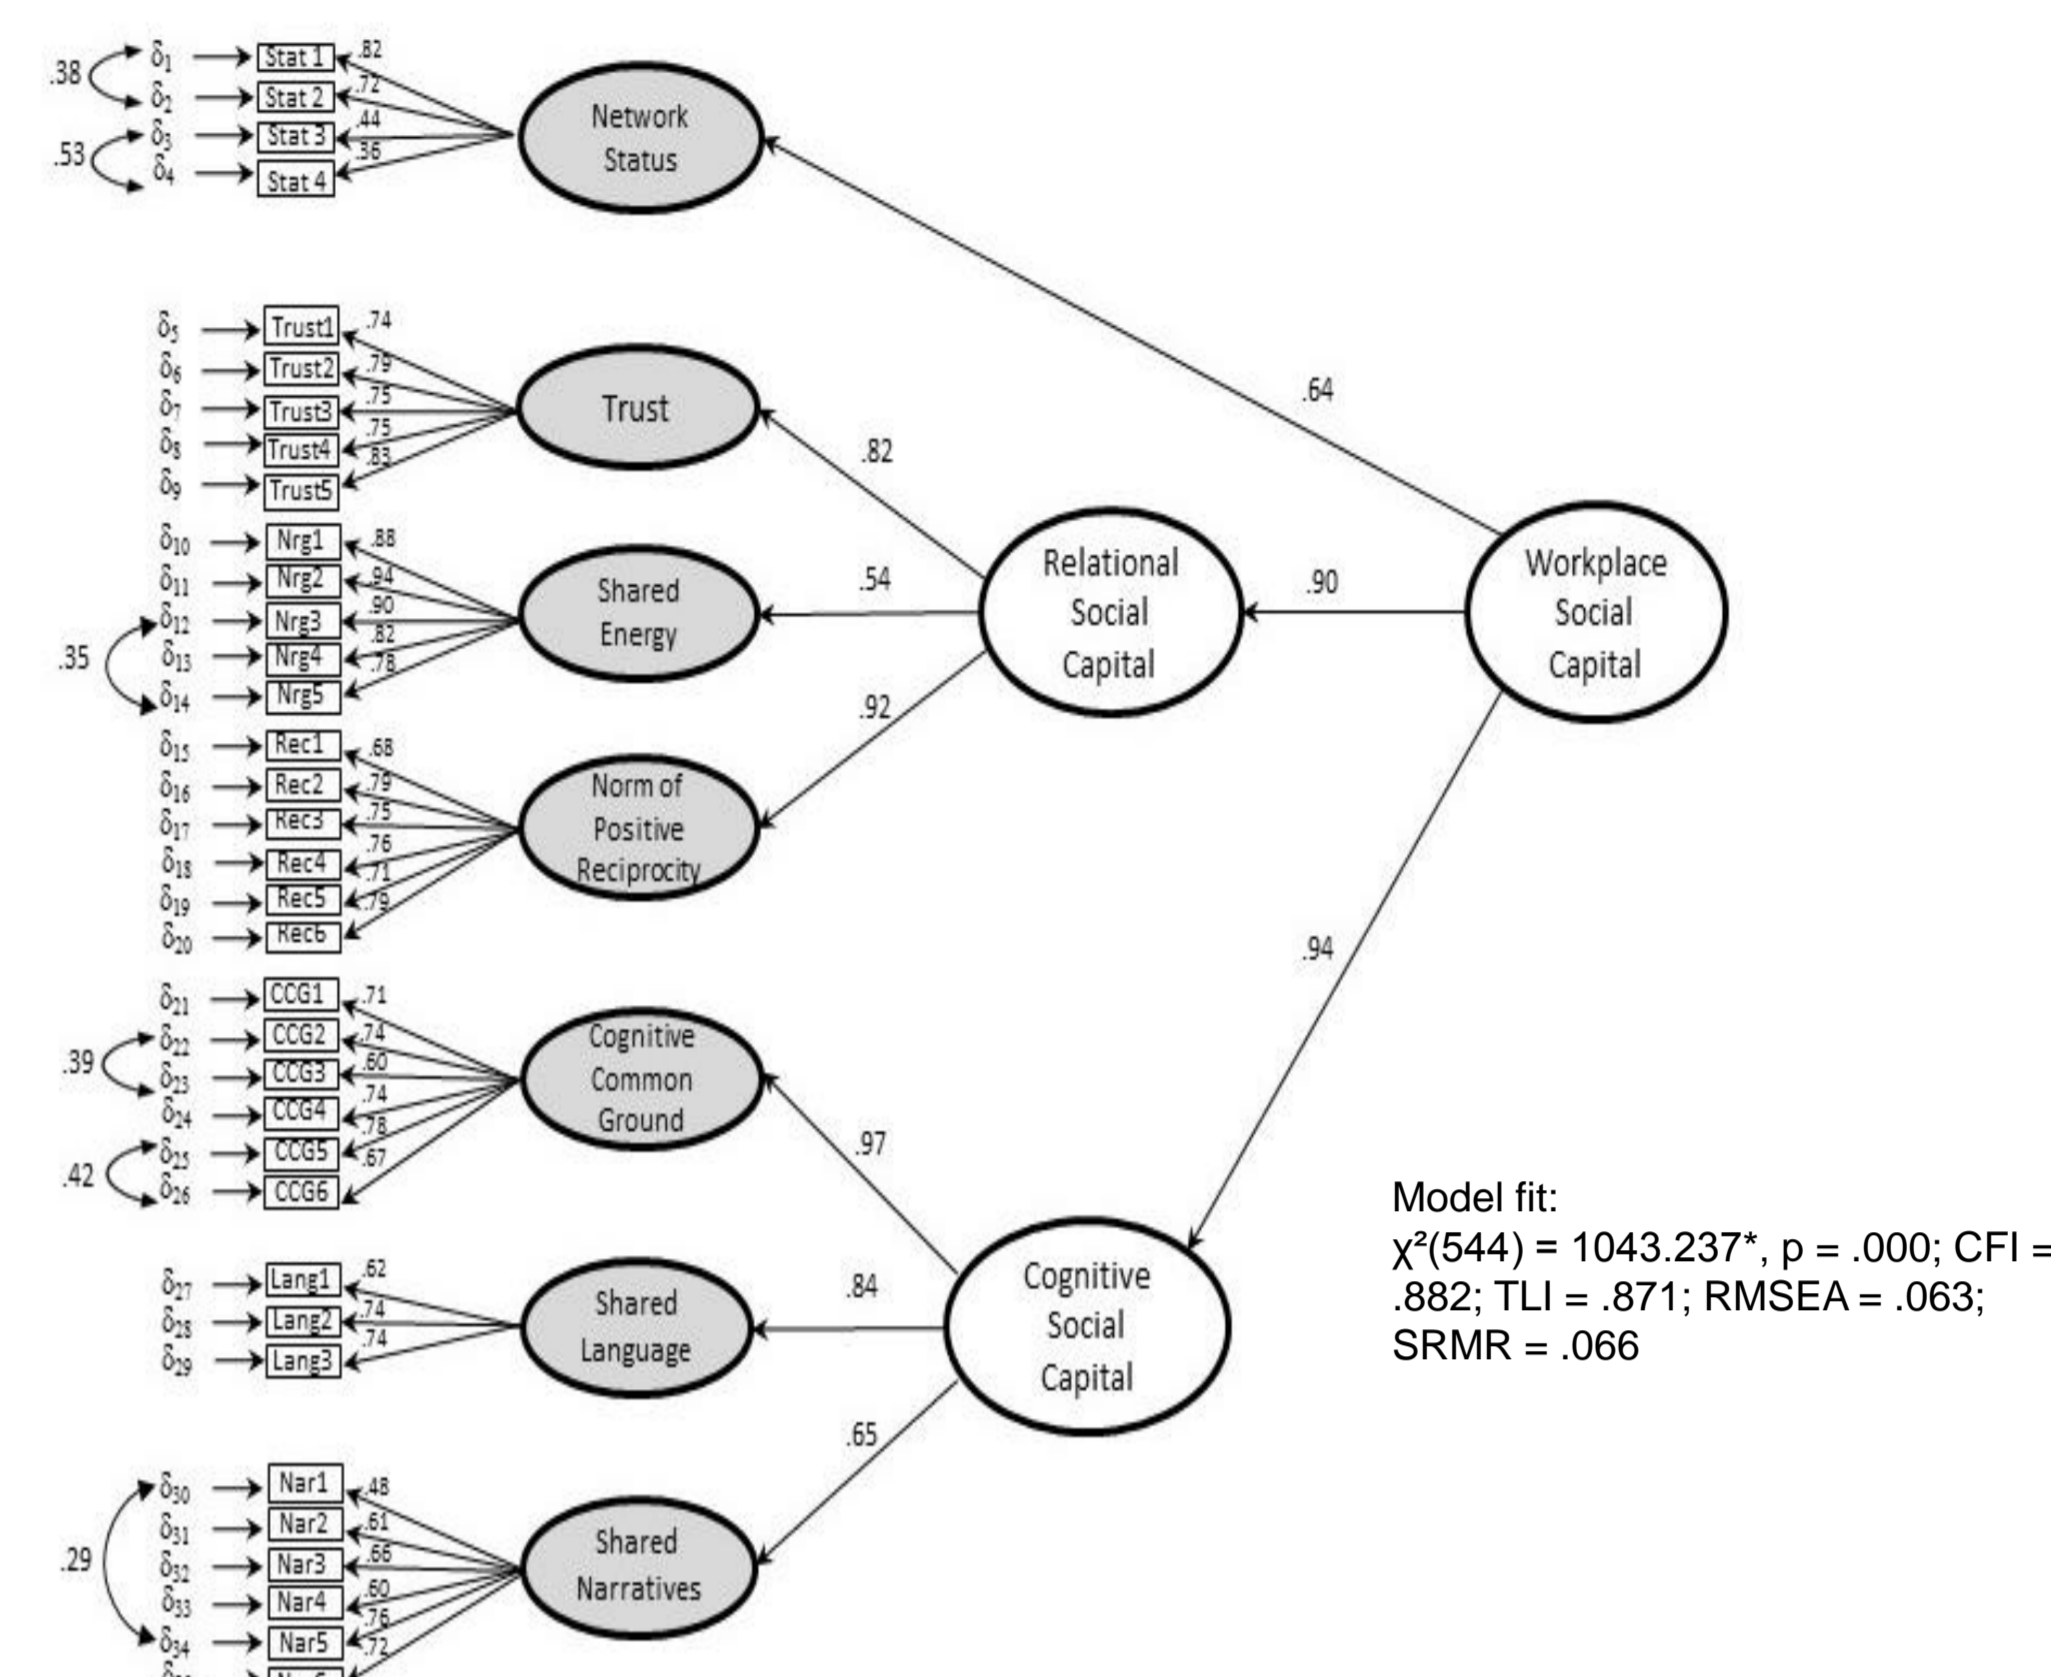 .38
δ1
Stat 1
.82
δ2
Stat 2
.72
.53
δ3
Stat 3
.44
δ4
Stat 4
.36
Network
Status
.64
δ5
Trust1
.74
δ6
Trust2
.79
δ7
Trust3
.75
δ8
Trust4
.75
δ9
Trust5
.83
Trust
.82
δ10
Nrg1
.88
δ11
Nrg2
.94
δ12
Nrg3
.90
δ13
Nrg4
.82
δ14
Nrg5
.78
.35
Shared
Energy
.54
Relational
Social
Capital
.90
Workplace
Social
Capital
δ15
Rec1
.68
δ16
Rec2
.79
δ17
Rec3
.75
δ18
Rec4
.76
δ19
Rec5
.71
δ20
Rec6
.79
Norm of
Positive
Reciprocity
.92
.94
δ21
CCG1
.71
δ22
CCG2
.74
.39
δ23
CCG3
.60
δ24
CCG4
.74
δ25
CCG5
.78
.42
δ26
CCG6
.67
Cognitive
Common
Ground
.97
δ27
Lang1
.62
δ28
Lang2
.74
δ29
Lang3
.74
Shared
Language
.84
Cognitive
Social
Capital
Model fit:
χ²(544) = 1043.237*, p = .000; CFI =
.882; TLI = .871; RMSEA = .063;
SRMR = .066
δ30
Nar1
.48
δ31
Nar2
.61
.29
δ32
Nar3
.66
δ33
Nar4
.60
δ34
Nar5
.76
.72
Shared
Narratives
.65